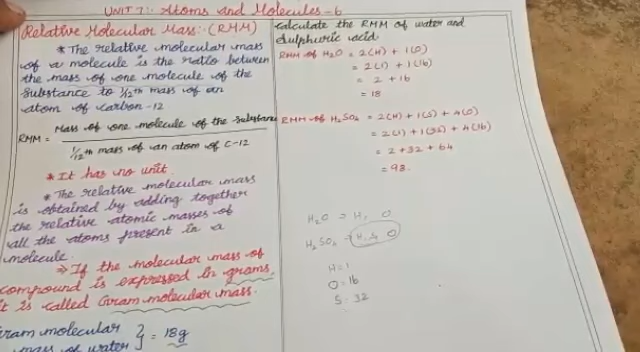 UNIT 7: Atoms and Molecules-6
Relative Molecular Mass:- (RMM)
* The relative molecular mass
of a molecule is the ratio between
the mass of one molecule of the
substance to 1/12th mass of an
atom of carbon-12
RMM = Mass of one molecule of the substance
1/12th mass of an atom of C-12
* It has no unit.
* The relative molecular mass
is obtained by adding together
the relative atomic masses of
all the atoms present in a
molecule.
⇒ If the molecular mass of
compound is expressed in grams,
it is called Gram molecular mass.
Gram molecular
mass of water } = 18g
Calculate the RMM of water and
sulphuric acid
RMM of H2O = 2(H) + 1(O)
= 2(1) + 1(16)
= 2 + 16
= 18
RMM of H2SO4 = 2(H) + 1(S) + 4(O)
= 2(1) + 1(32) + 4(16)
= 2 + 32 + 64
= 98.
H2O ⇒ H, O
H2SO4 ⇒ H, S, O
H = 1
O = 16
S = 32